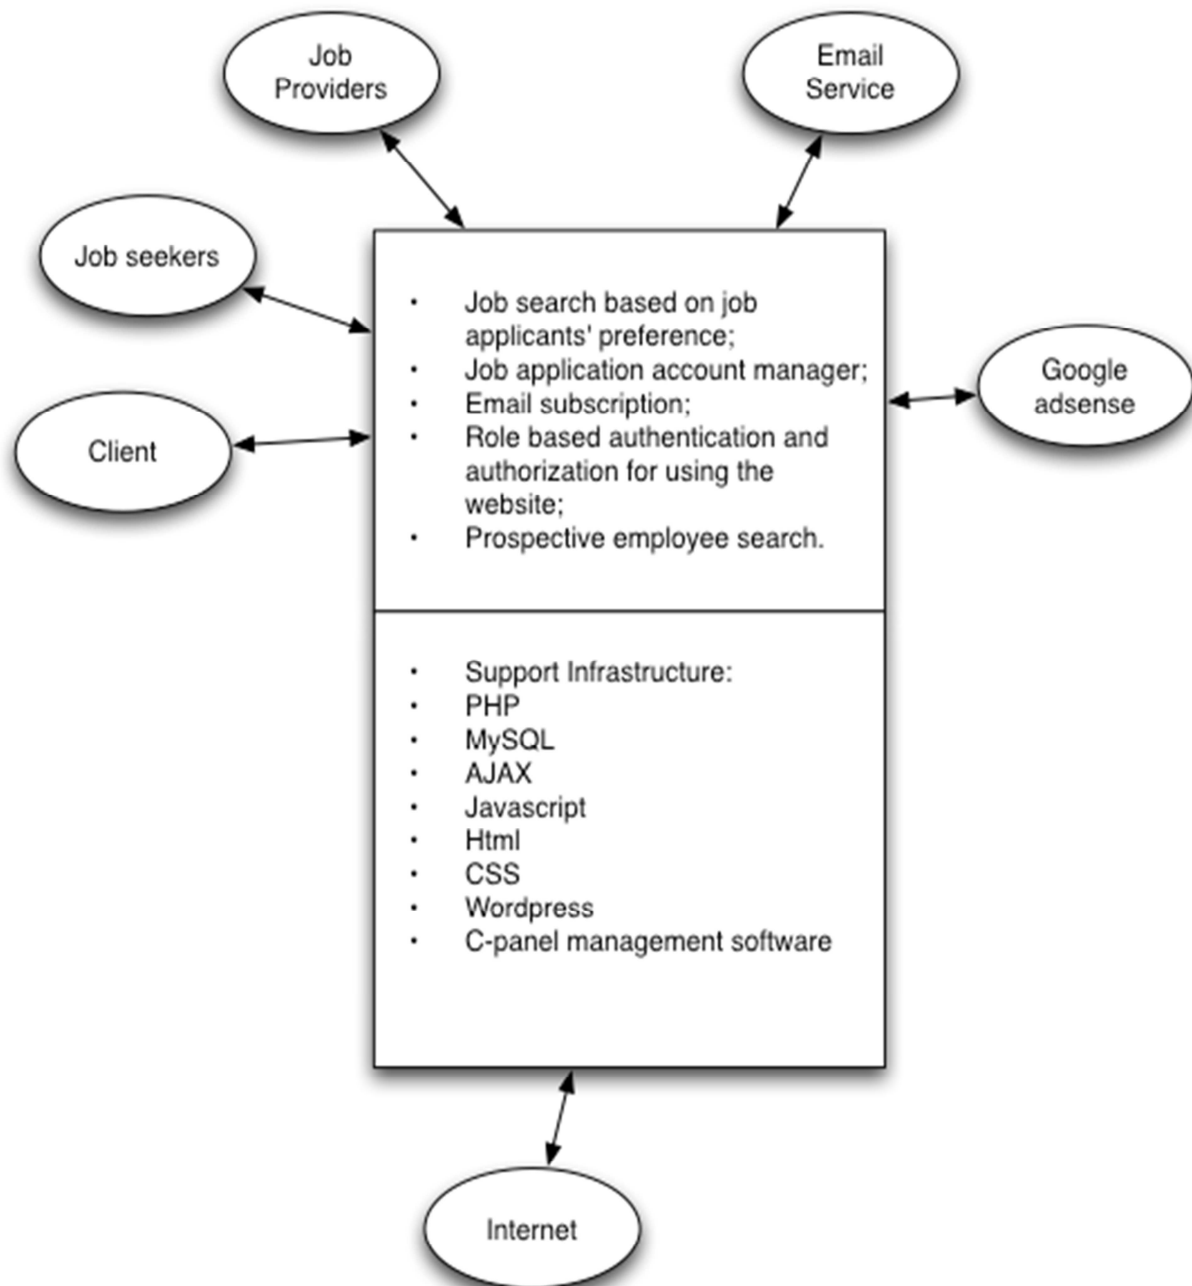 Job
Providers
Email
Service
Job seekers
Client
Google
adsense
• Job search based on job
applicants' preference;
• Job application account manager;
• Email subscription;
• Role based authentication and
authorization for using the
website;
• Prospective employee search.
• Support Infrastructure:
• PHP
• MySQL
• AJAX
• Javascript
• Html
• CSS
• Wordpress
• C-panel management software
Internet